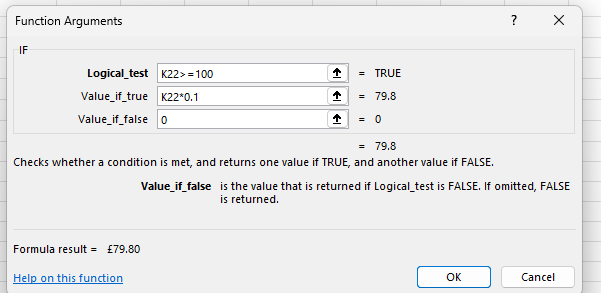 Function Arguments ? ×
IF
Logical_test K22>=100 = TRUE
Value_if_true K22*0.1 = 79.8
Value_if_false 0 = 0
= 79.8
Checks whether a condition is met, and returns one value if TRUE, and another value if FALSE.
Value_if_false is the value that is returned if Logical_test is FALSE. If omitted, FALSE
is returned.
Formula result = £79.80
Help on this function OK Cancel